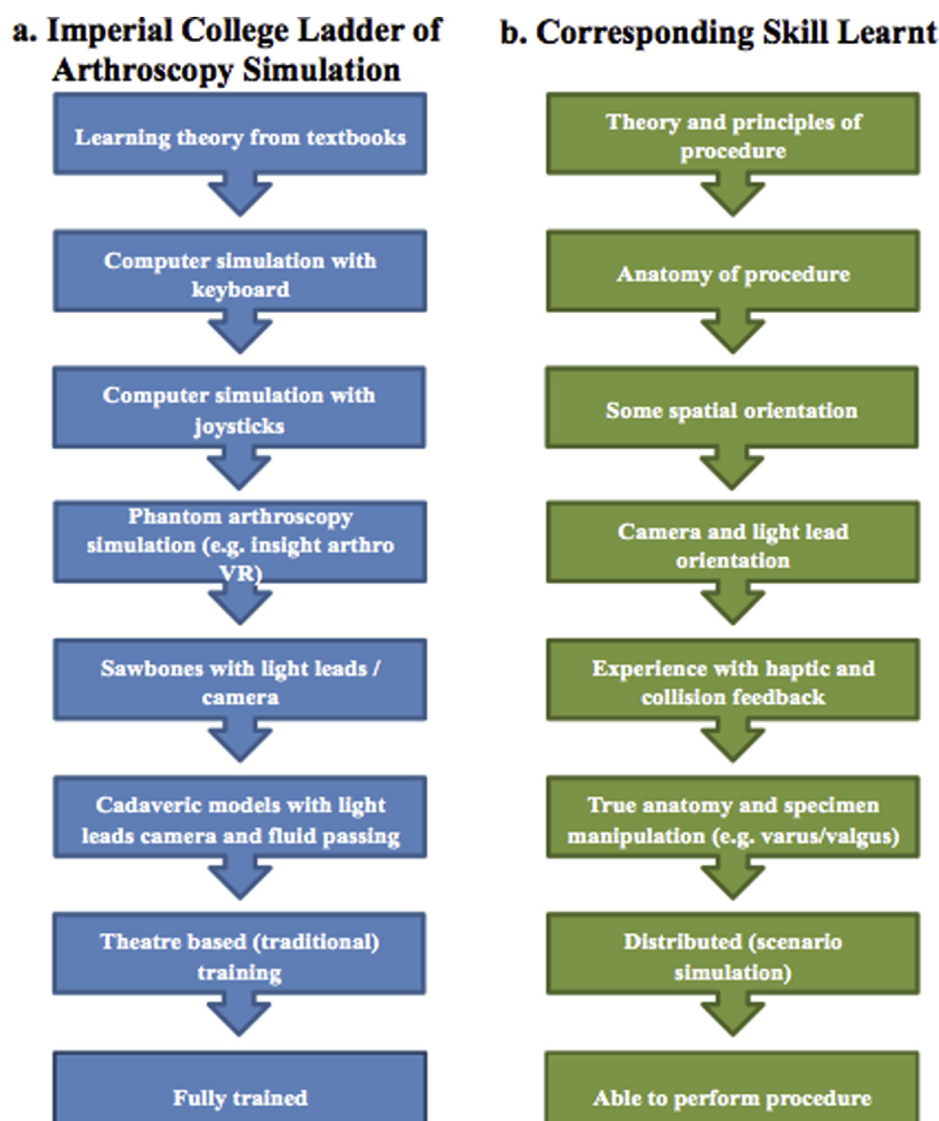 a. Imperial College Ladder of
Arthroscopy Simulation
Learning theory from textbooks
Computer simulation with
keyboard
Computer simulation with
joysticks
Phantom arthroscopy
simulation (e.g. insight arthro
VR)
Sawbones with light leads /
camera
Cadaveric models with light
leads camera and fluid passing
Theatre based (traditional)
training
Fully trained
b. Corresponding Skill Learnt
Theory and principles of
procedure
Anatomy of procedure
Some spatial orientation
Camera and light lead
orientation
Experience with haptic and
collision feedback
True anatomy and specimen
manipulation (e.g. varus/valgus)
Distributed (scenario
simulation)
Able to perform procedure